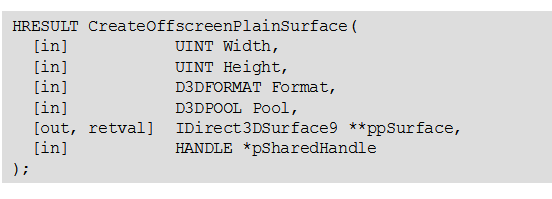 HRESULT CreateOffscreenPlainSurface(
[in] UINT Width,
[in] UINT Height,
[in] D3DFORMAT Format,
[in] D3DPOOL Pool,
[out, retval] IDirect3DSurface9 **ppSurface,
[in] HANDLE *pSharedHandle
);